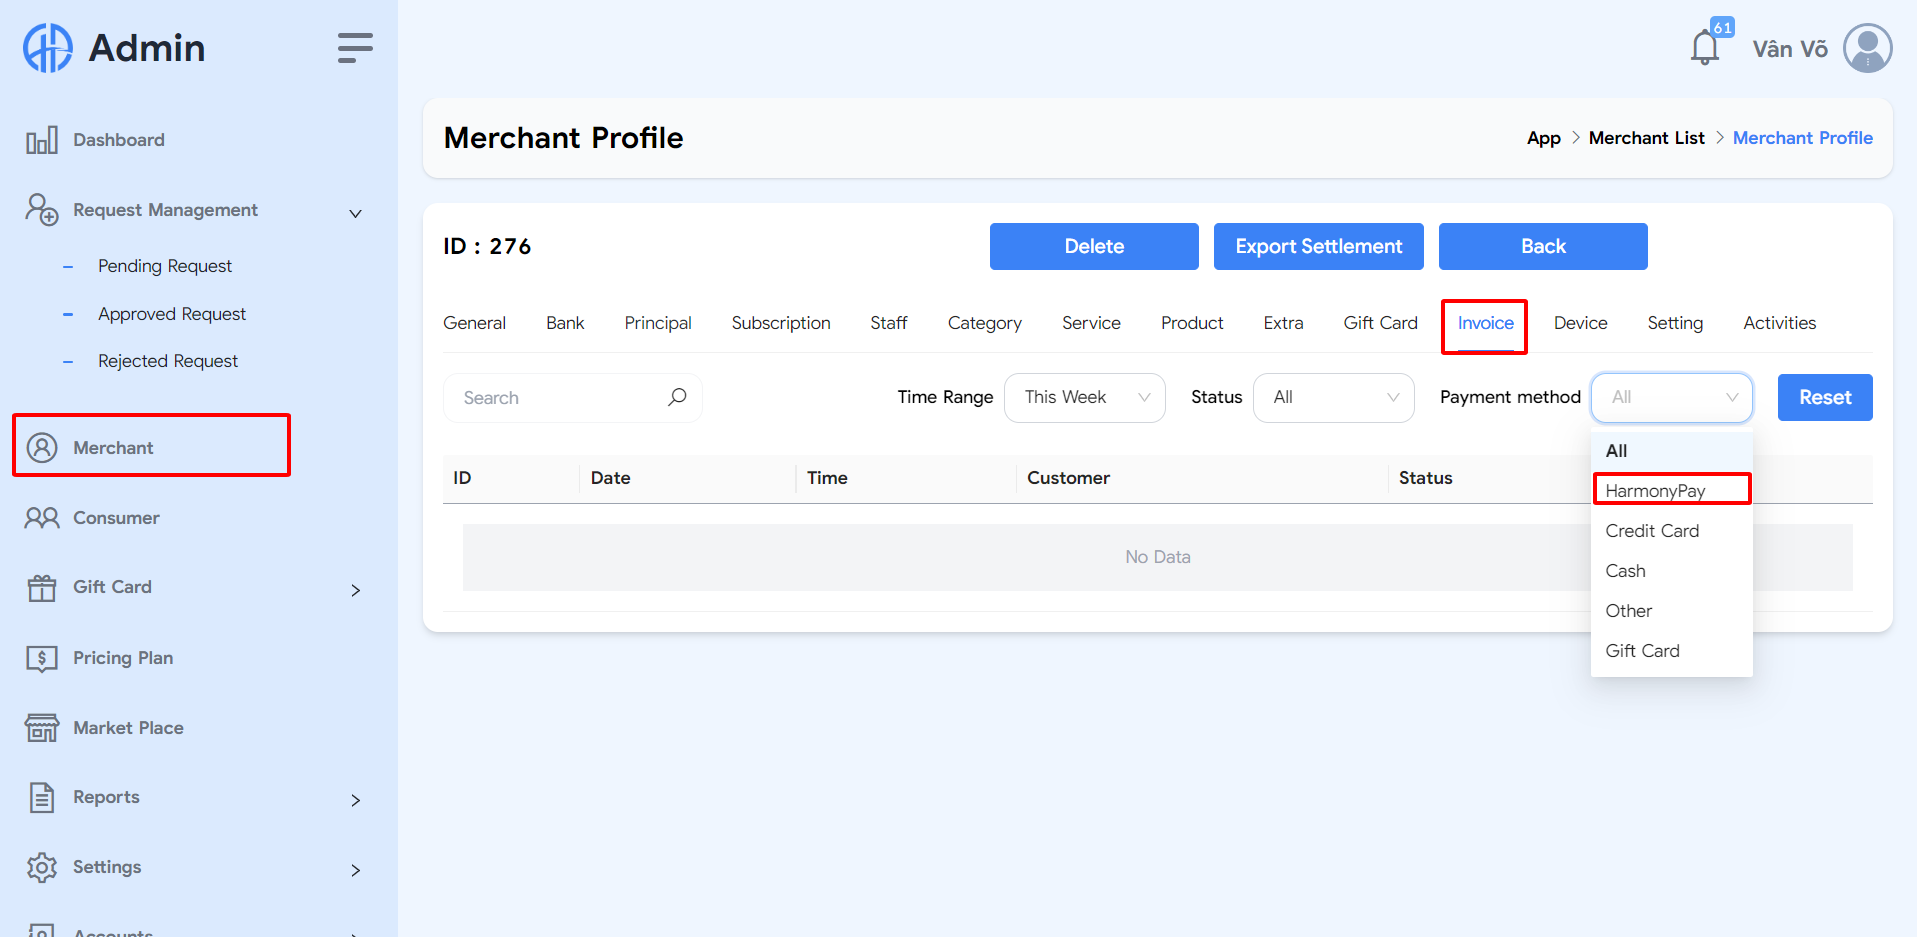 Admin
61
Vân Võ
Dashboard
Request Management
Pending Request
Approved Request
Rejected Request
Merchant
Consumer
Gift Card
Pricing Plan
Market Place
Reports
Settings
Accounts
Merchant Profile
App > Merchant List > Merchant Profile
ID : 276
Delete
Export Settlement
Back
General Bank Principal Subscription Staff Category Service Product Extra Gift Card Invoice Device Setting Activities
Search
Time Range This Week Status All Payment method All Reset
ID Date Time Customer Status
No Data
All
HarmonyPay
Credit Card
Cash
Other
Gift Card